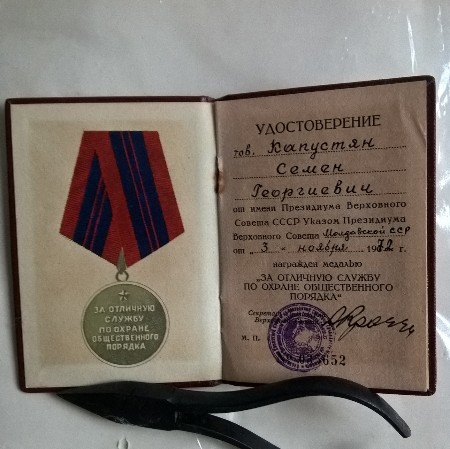 ЗА ОТЛИЧНУЮ
СЛУЖБУ
ПО ОХРАНЕ
ОБЩЕСТВЕННОГО
ПОРЯДКА
УДОСТОВЕРЕНИЕ
тов. Капустян
Семен
Георгиевич
от имени Президиума Верховного
Совета СССР Указом Президиума
Верховного Совета Молдавской ССР
от „ 3 " ноября 1972 г.
награжден медалью
„ЗА ОТЛИЧНУЮ СЛУЖБУ
ПО ОХРАНЕ ОБЩЕСТВЕННОГО
ПОРЯДКА"
Секретарь
м. п.
652